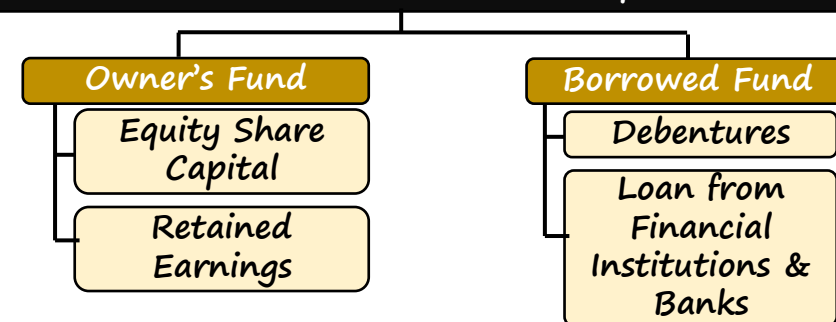 Owner's Fund
Equity Share
Capital
Retained
Earnings
Borrowed Fund
Debentures
Loan from
Financial
Institutions &
Banks